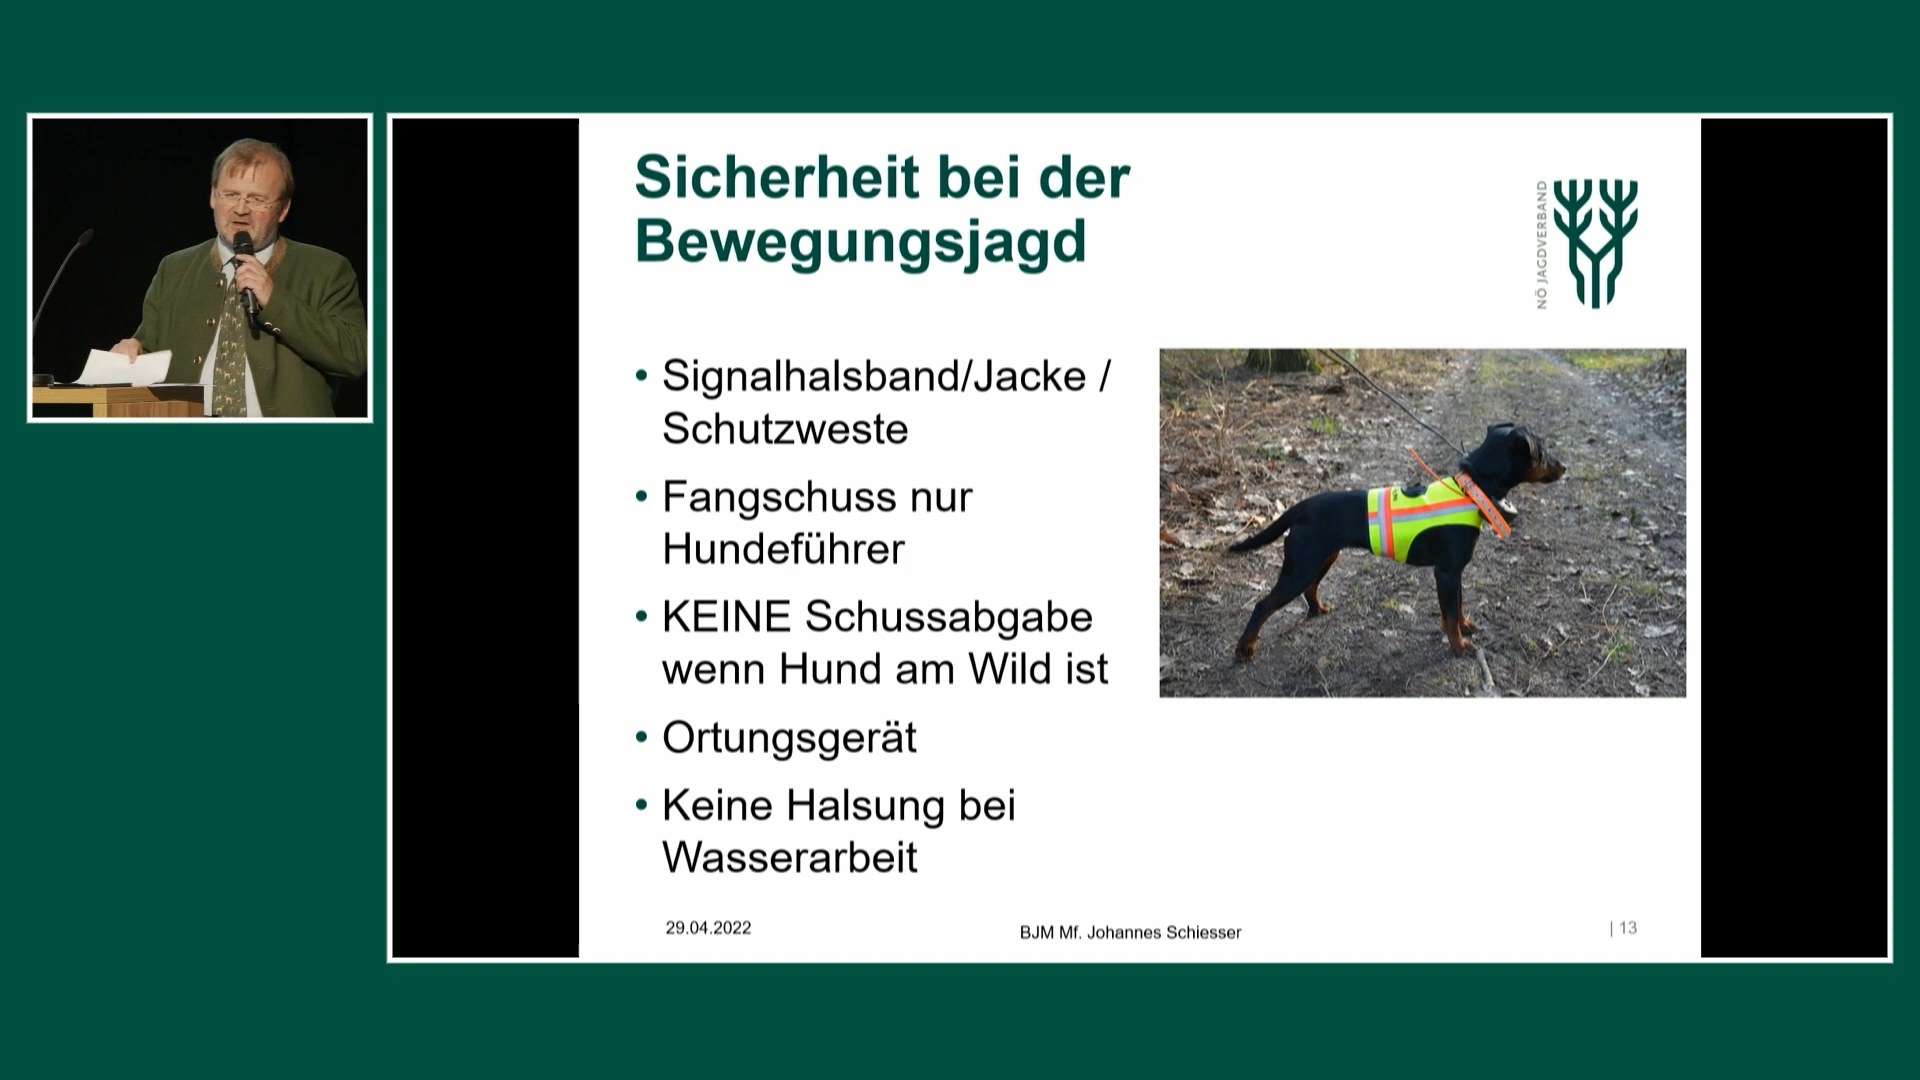 Sicherheit bei der
Bewegungsjagd
NÖ JAGDVERBAND
• Signalhalsband/Jacke /
Schutzweste
• Fangschuss nur
Hundeführer
• KEINE Schussabgabe
wenn Hund am Wild ist
• Ortungsgerät
• Keine Halsung bei
Wasserarbeit
29.04.2022
BJM Mf. Johannes Schiesser
| 13